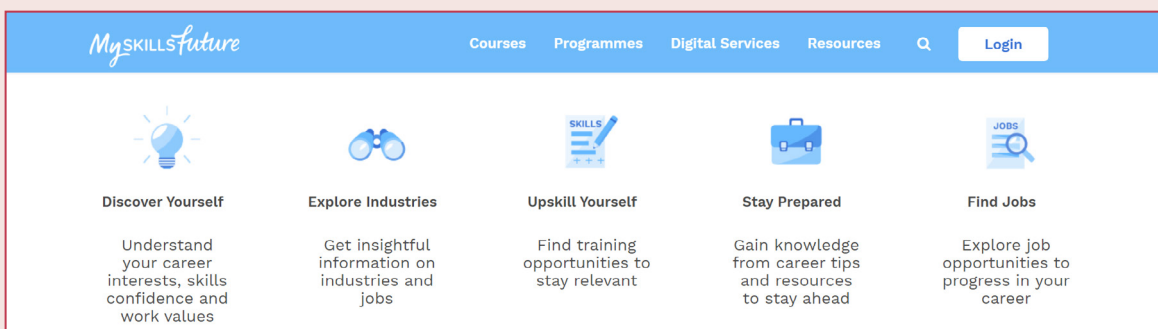 MySKILLSfuture
Courses Programmes Digital Services Resources Login
SKILLS
JOBS
Discover Yourself
Understand
your career
interests, skills
confidence and
work values
Explore Industries
Get insightful
information on
industries and
jobs
Upskill Yourself
Find training
opportunities to
stay relevant
Stay Prepared
Gain knowledge
from career tips
and resources
to stay ahead
Find Jobs
Explore job
opportunities to
progress in your
career